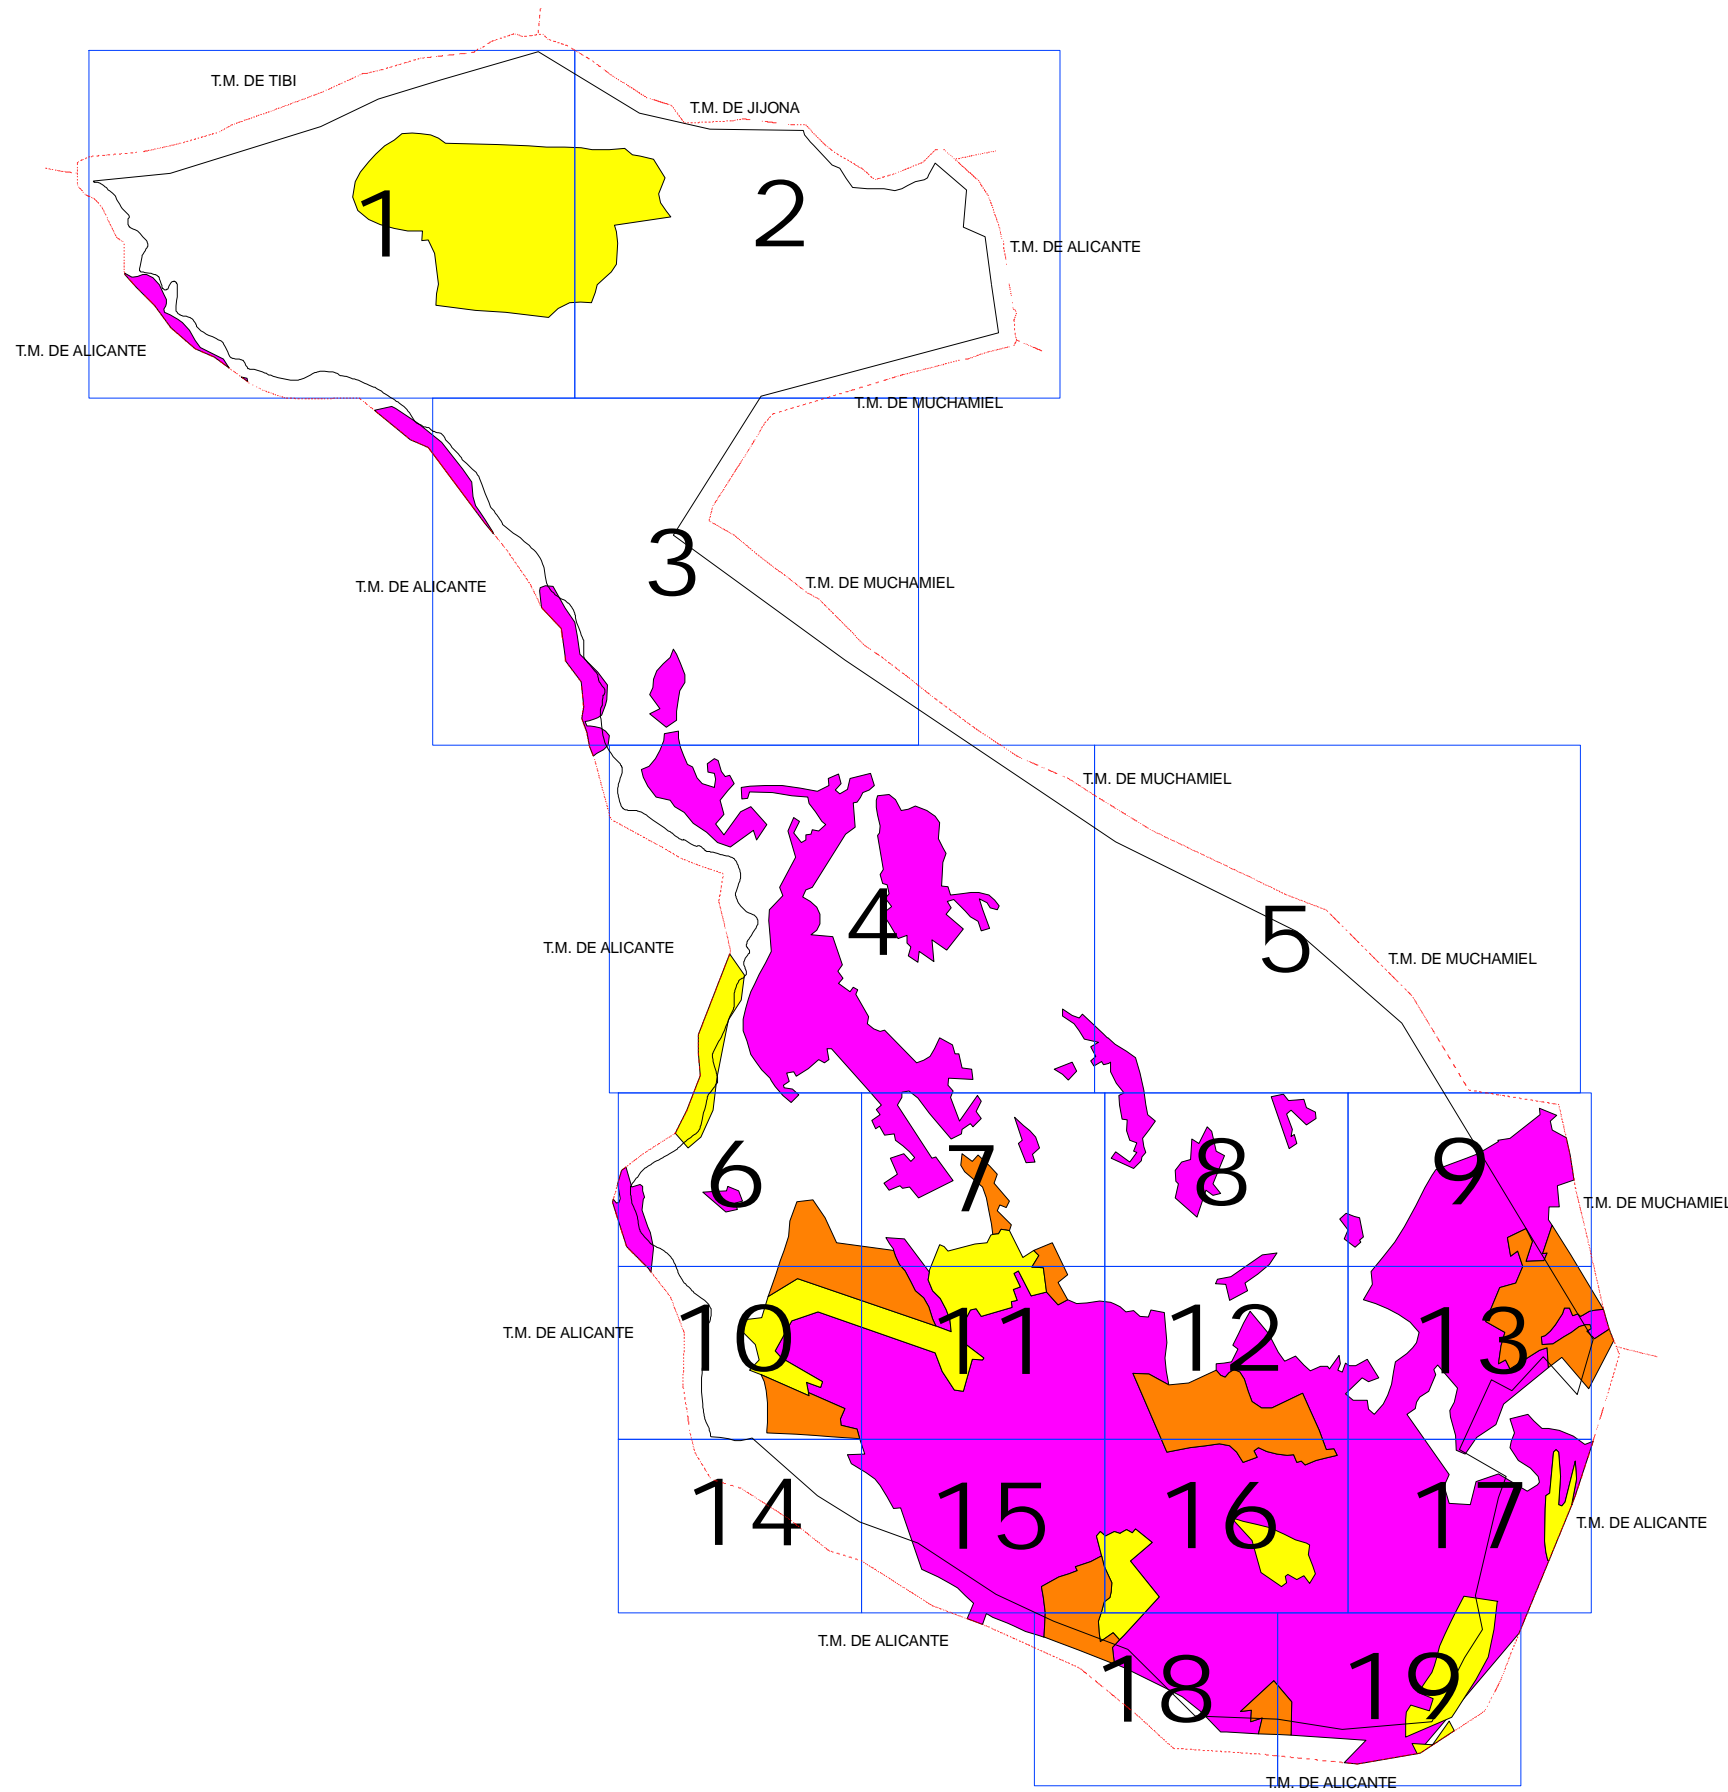 T.M. DE TIBI
T.M. DE JIJONA
1
2
T.M. DE ALICANTE
T.M. DE ALICANTE
T.M. DE MUCHAMIEL
3
T.M. DE ALICANTE
T.M. DE MUCHAMIEL
T.M. DE MUCHAMIEL
4
5
T.M. DE ALICANTE
T.M. DE MUCHAMIEL
6
7
8
9
T.M. DE MUCHAMIEL
T.M. DE ALICANTE
10
11
12
13
14
15
16
17
T.M. DE ALICANTE
T.M. DE ALICANTE
18
19
T.M. DE ALICANTE